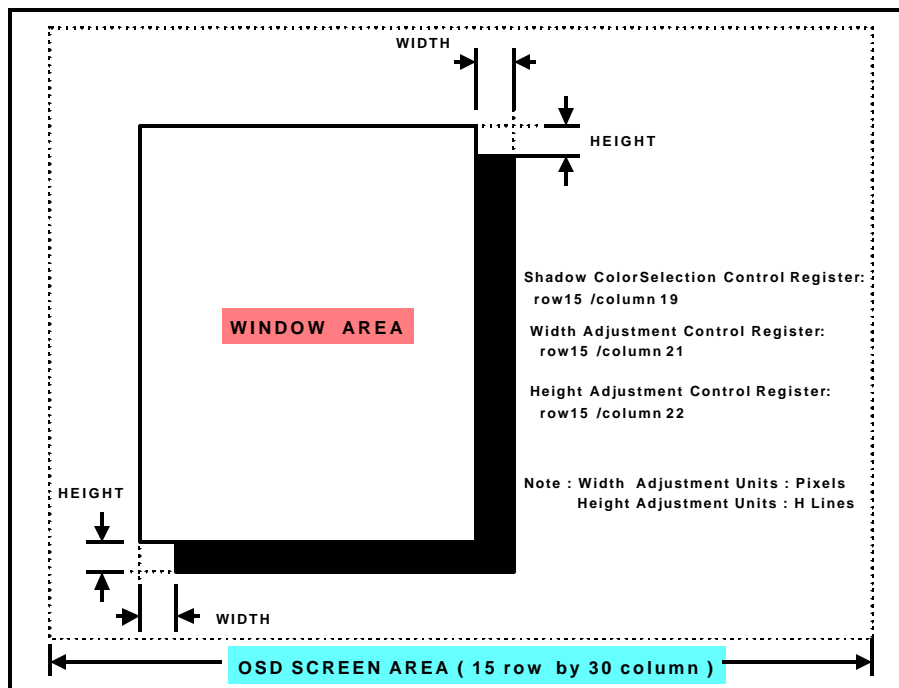 WIDTH
HEIGHT
Shadow ColorSelection Control Register:
row15 /column 19
WINDOW AREA
Width Adjustment Control Register:
row15 /column 21
Height Adjustment Control Register:
row15 /column 22
HEIGHT
Note : Width Adjustment Units : Pixels
Height Adjustment Units : H Lines
WIDTH
OSD SCREEN AREA ( 15 row by 30 column )